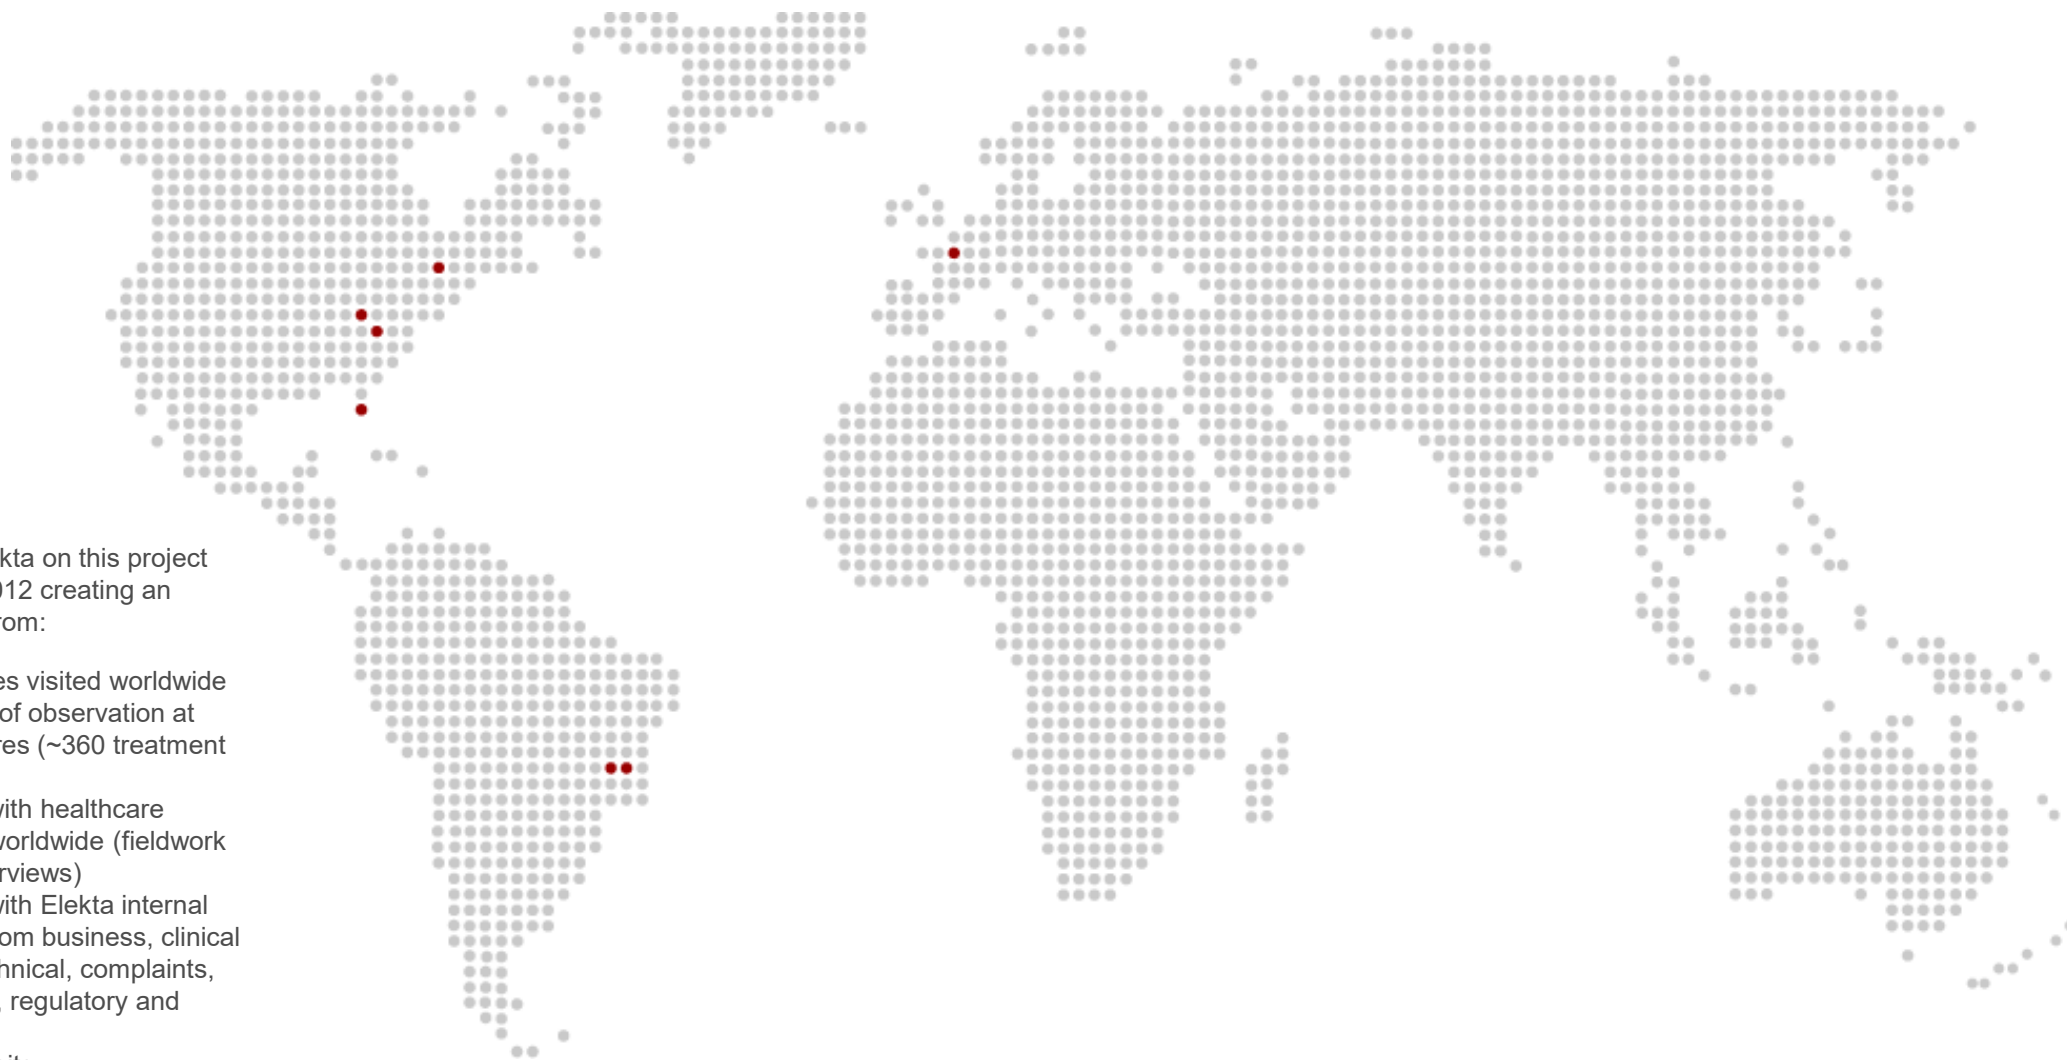 kta on this project
012 creating an
rom:
es visited worldwide
of observation at
res (~360 treatment
with healthcare
worldwide (fieldwork
rviews)
with Elekta internal
om business, clinical
hnical, complaints,
, regulatory and